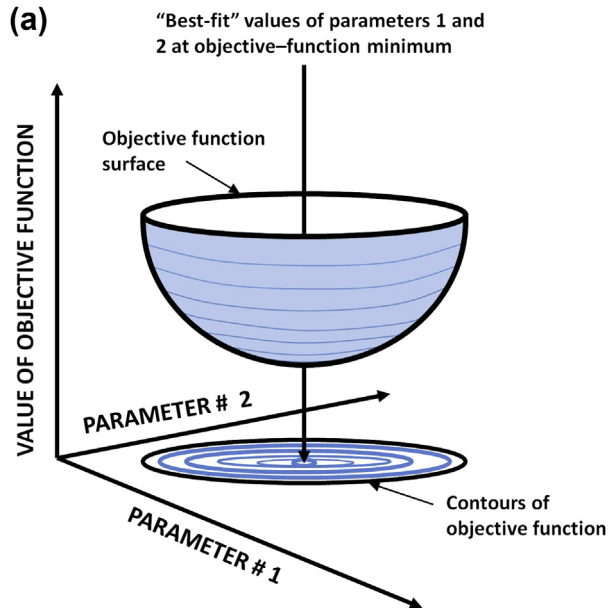 (a)
“Best-fit” values of parameters 1 and
2 at objective–function minimum
Objective function
surface
VALUE OF OBJECTIVE FUNCTION
PARAMETER # 2
PARAMETER # 1
Contours of
objective function